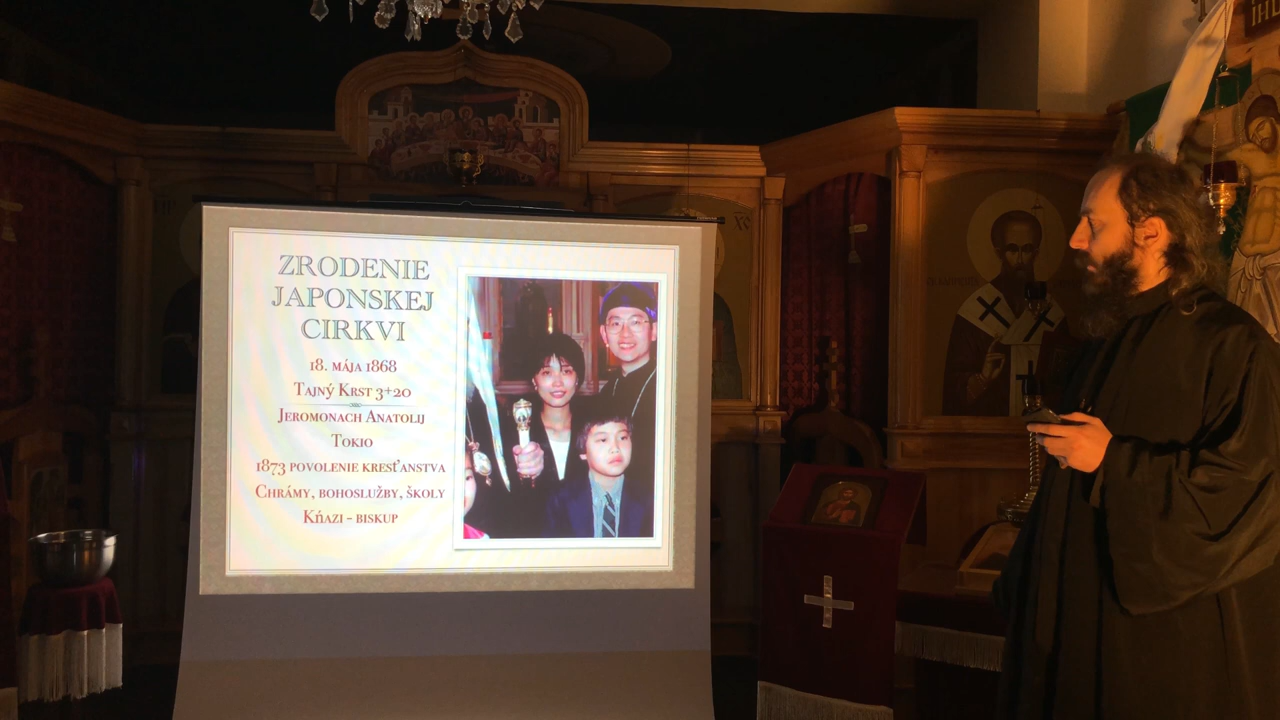 ZRODENIE
JAPONSKEJ
CIRKVI
18. MÁJA 1868
TAJNÝ KRST 3+20
JEROMONACH ANATOLIJ
TOKIO
1873 POVOLENIE KRESŤANSTVA
CHRÁMY, BOHOSLUŽBY, ŠKOLY
KŃAZI - BISKUP